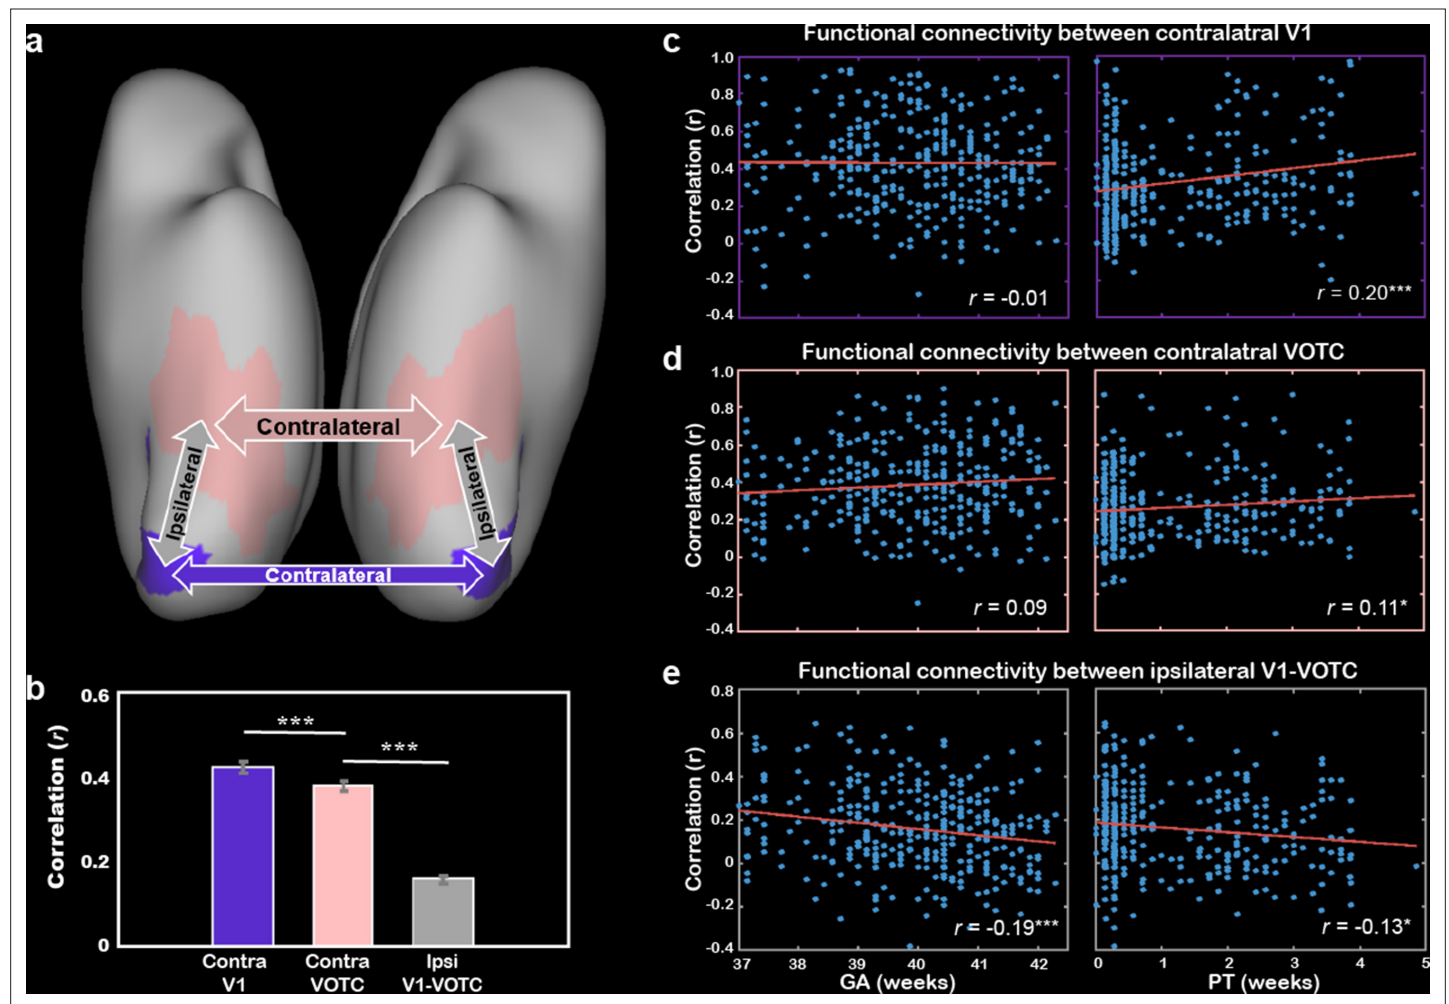 a
Contralateral
Ipsilateral
Ipsilateral
Contralateral
b
Correlation (r)
0.6
0.4
0.2
0
***
***
Contra
V1
Contra
VOTC
Ipsi
V1-VOTC
c
Functional connectivity between contralatral V1
Correlation (r)
1.0
0.8
0.6
0.4
0.2
0
-0.2
-0.4
r = -0.01
r = 0.20***
d
Functional connectivity between contralatral VOTC
Correlation (r)
1.0
0.8
0.6
0.4
0.2
0
-0.2
-0.4
r = 0.09
r = 0.11*
e
Functional connectivity between ipsilateral V1-VOTC
Correlation (r)
0.8
0.6
0.4
0.2
0
-0.2
-0.4
r = -0.19***
r = -0.13*
37 38 39 40 41 42
0 1 2 3 4 5
GA (weeks)
PT (weeks)